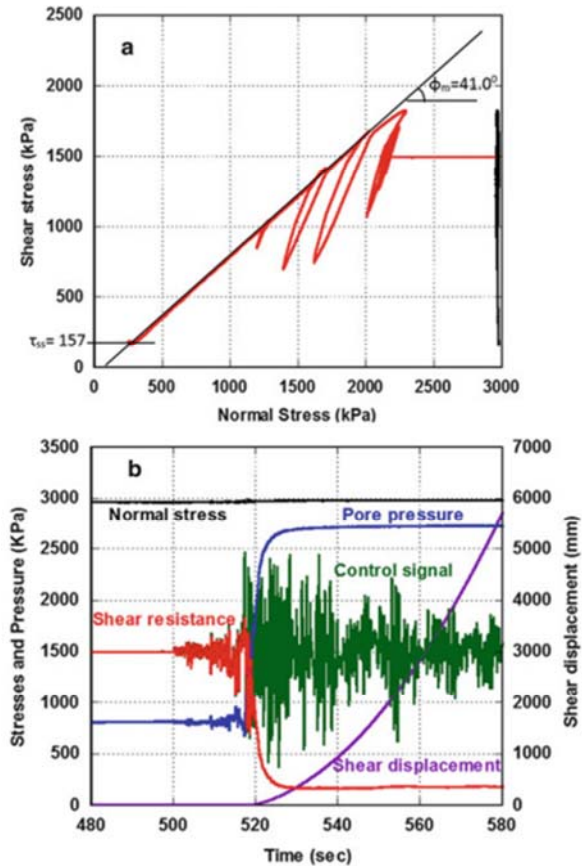 a
2500
2000
1500
1000
500
0
Shear stress (kPa)
ϕm=41.0⁰
τss= 157
0 500 1000 1500 2000 2500 3000
Normal Stress (kPa)
b
3500
3000
2500
2000
1500
1000
500
0
Stresses and Pressure (KPa)
7000
6000
5000
4000
3000
2000
1000
0
Shear displacement (mm)
Normal stress
Pore pressure
Control signal
Shear resistance
Shear displacement
480 500 520 540 560 580
Time (sec)